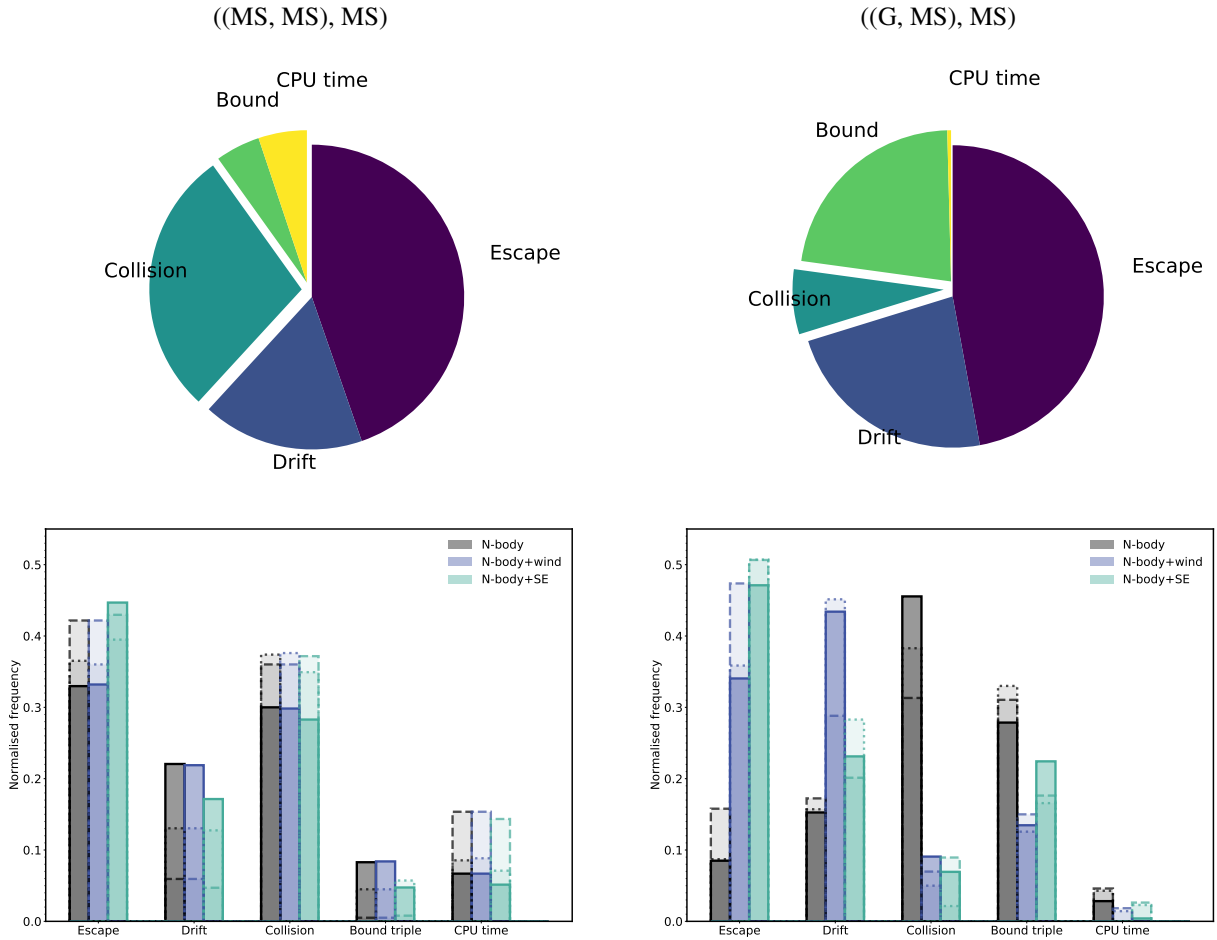 ((MS, MS), MS)
((G, MS), MS)
CPU time
Bound
Collision
Escape
Drift
CPU time
Bound
Collision
Escape
Drift
Normalised frequency
0.5
0.4
0.3
0.2
0.1
0.0
N-body
N-body+wind
N-body+SE
Escape Drift Collision Bound triple CPU time
Normalised frequency
0.5
0.4
0.3
0.2
0.1
0.0
N-body
N-body+wind
N-body+SE
Escape Drift Collision Bound triple CPU time